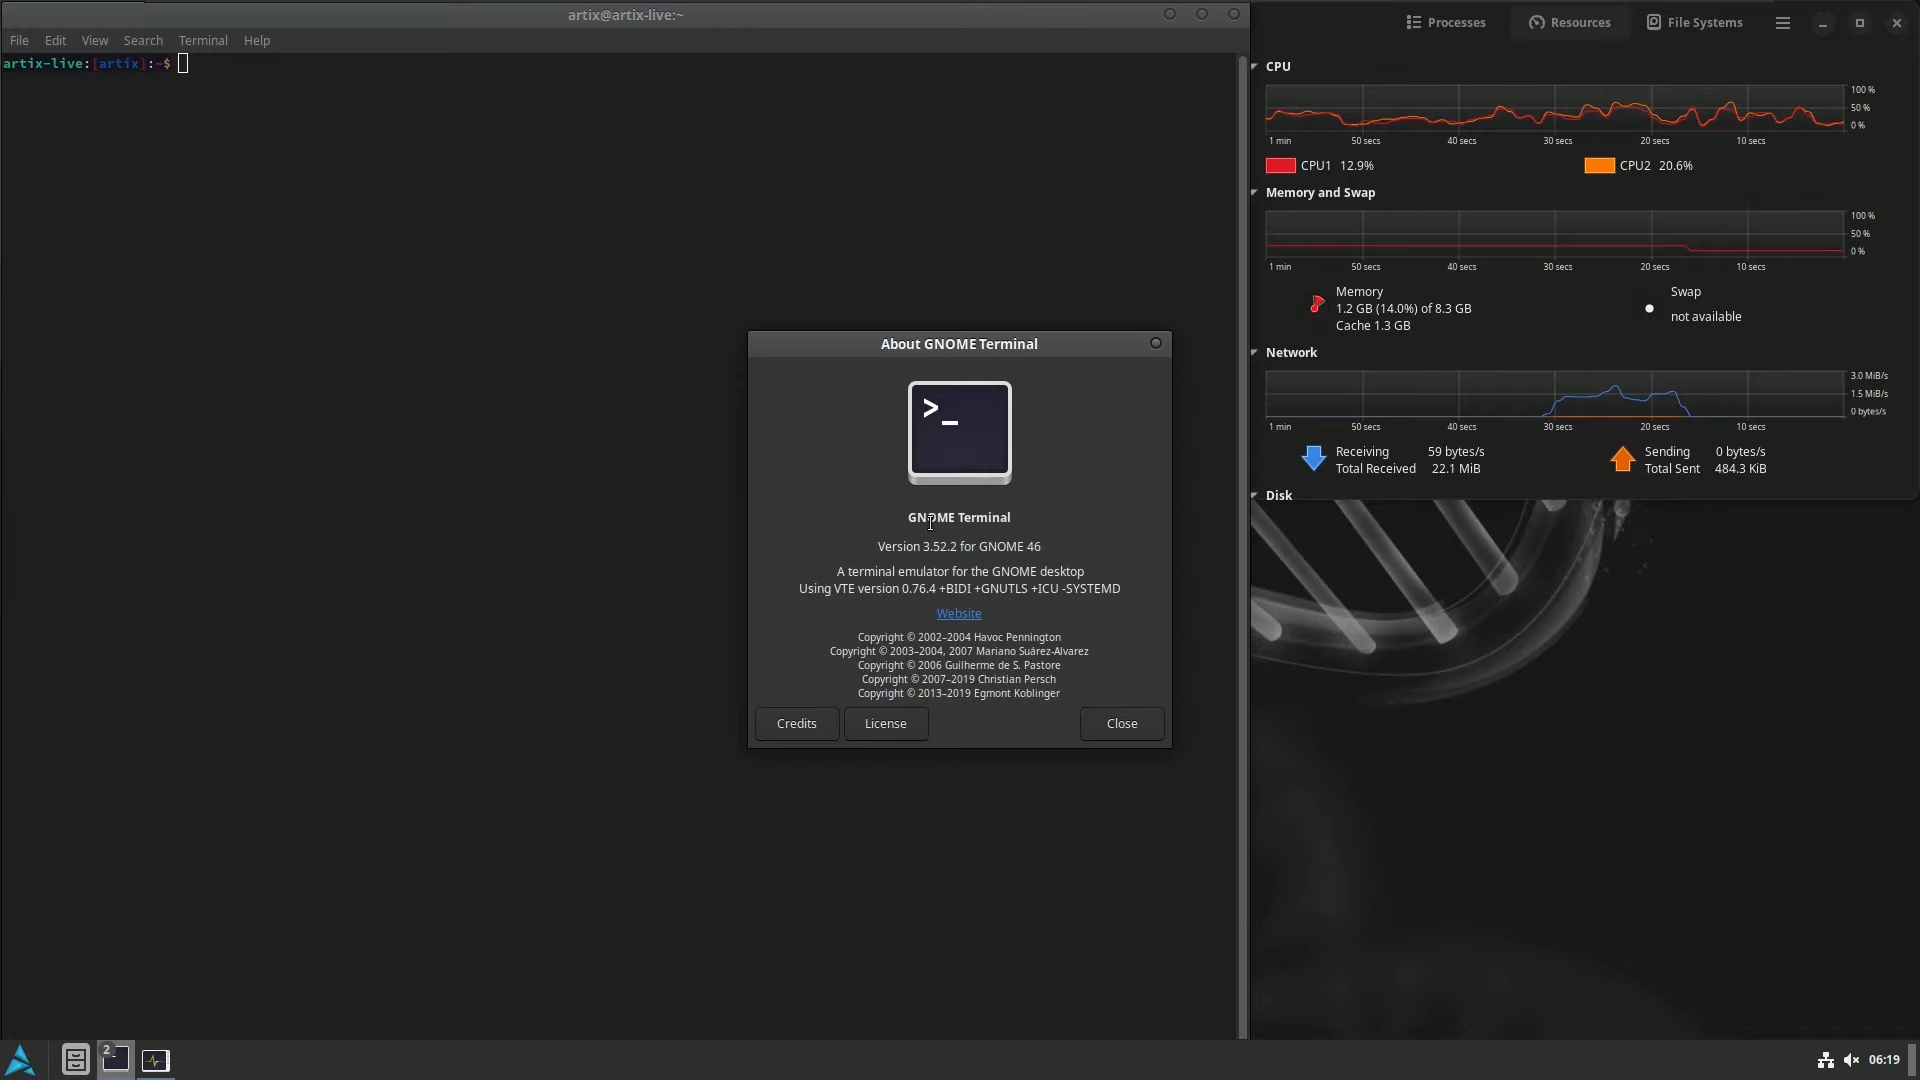 artix@artix-live:~
File Edit View Search Terminal Help
artix-live:[artix]:~$
Processes Resources File Systems
CPU
100 %
50 %
0 %
1 min 50 secs 40 secs 30 secs 20 secs 10 secs
CPU1 12.9% CPU2 20.6%
Memory and Swap
100 %
50 %
0 %
1 min 50 secs 40 secs 30 secs 20 secs 10 secs
Memory
1.2 GB (14.0%) of 8.3 GB
Cache 1.3 GB
Swap
not available
Network
3.0 MiB/s
1.5 MiB/s
0 bytes/s
1 min 50 secs 40 secs 30 secs 20 secs 10 secs
Receiving 59 bytes/s
Total Received 22.1 MiB
Sending 0 bytes/s
Total Sent 484.3 KiB
Disk
About GNOME Terminal
>_
GNOME Terminal
Version 3.52.2 for GNOME 46
A terminal emulator for the GNOME desktop
Using VTE version 0.76.4 +BIDI +GNUTLS +ICU -SYSTEMD
Website
Copyright © 2002–2004 Havoc Pennington
Copyright © 2003–2004, 2007 Mariano Suárez-Alvarez
Copyright © 2006 Guilherme de S. Pastore
Copyright © 2007–2019 Christian Persch
Copyright © 2013–2019 Egmont Koblinger
Credits License Close
2
06:19